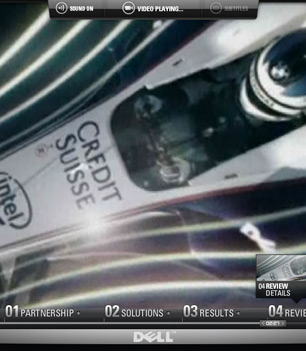 SOUND ON
VIDEO PLAYING...
SUBTITLES
CREDIT
SUISSE
intel
04 REVIEW
DETAILS
01 PARTNERSHIP
02 SOLUTIONS
03 RESULTS
04 REVIE
DELL